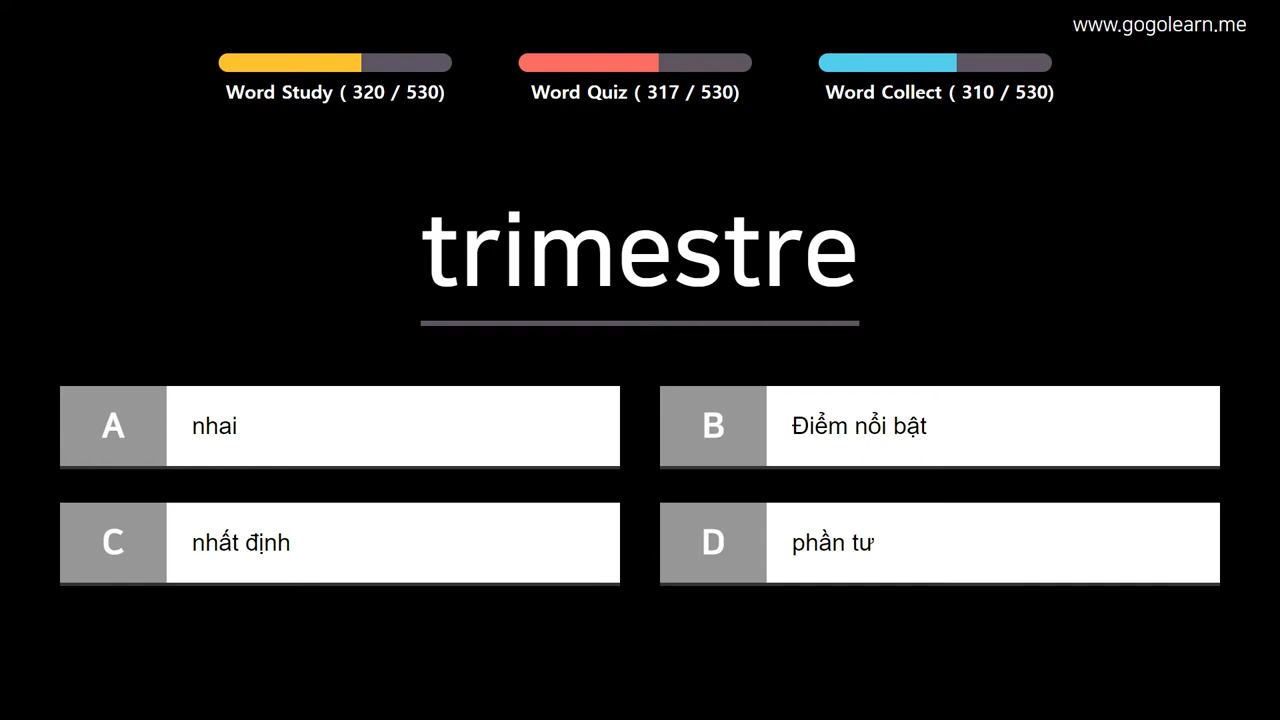 www.gogolearn.me
Word Study ( 320 / 530)
Word Quiz ( 317 / 530)
Word Collect ( 310 / 530)
trimestre
A nhai
B Điểm nổi bật
C nhất định
D phần tư